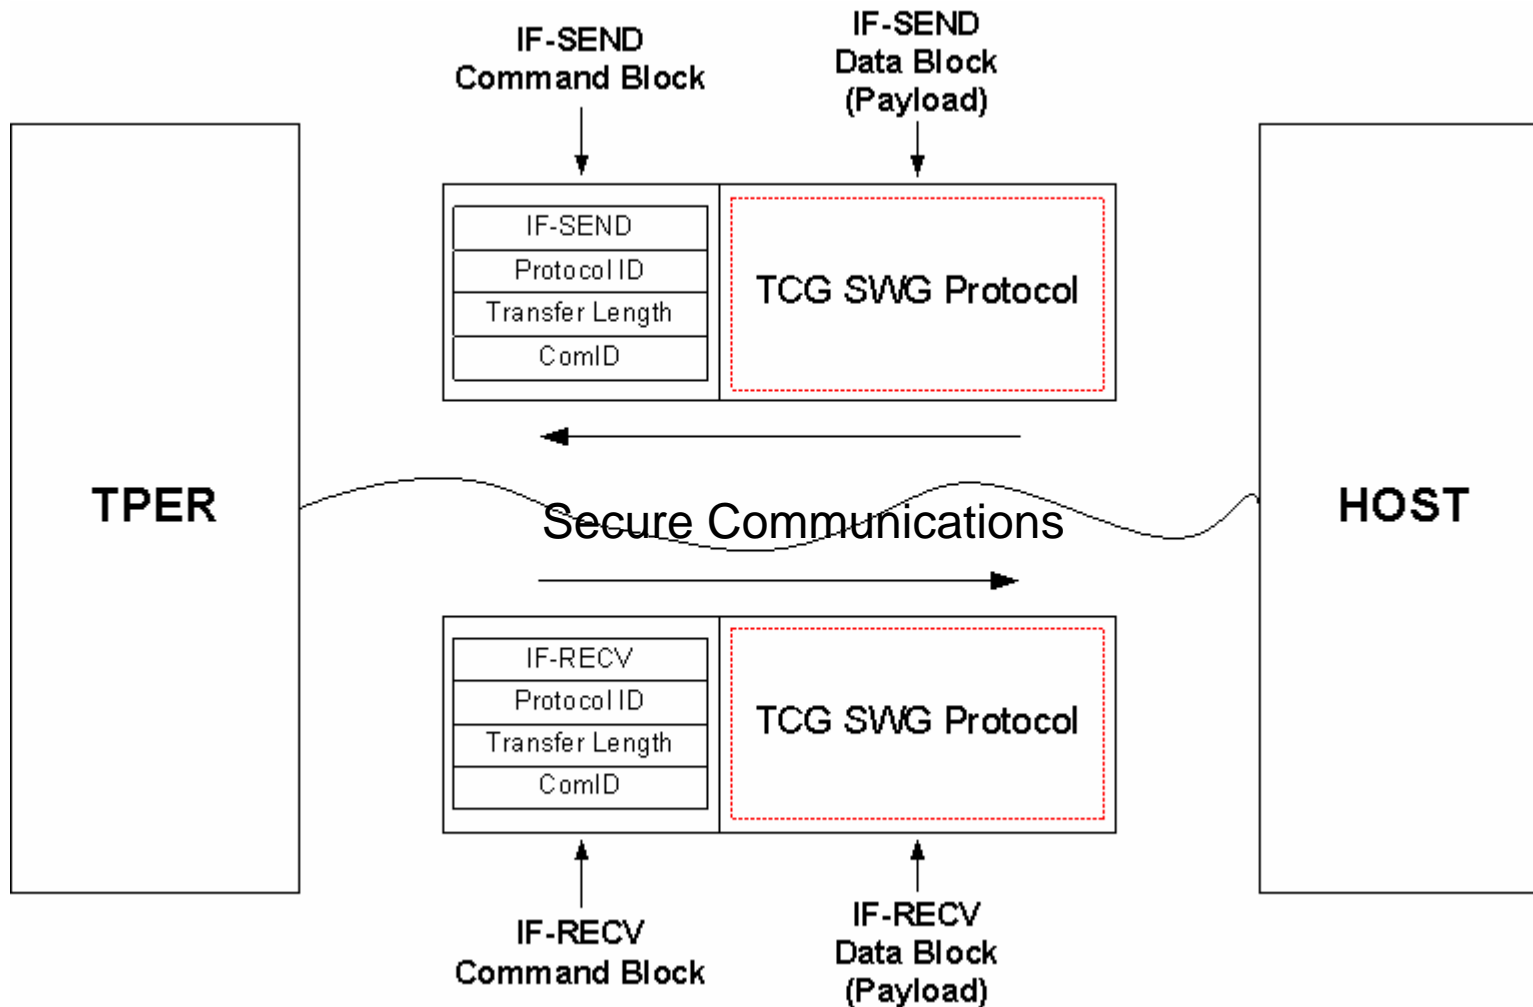 IF-SEND
Command Block
IF-SEND
Data Block
(Payload)
IF-SEND
Protocol ID
Transfer Length
ComID
TCG SWG Protocol
TPER
Secure Communications
HOST
IF-RECV
Protocol ID
Transfer Length
ComID
TCG SWG Protocol
IF-RECV
Command Block
IF-RECV
Data Block
(Payload)